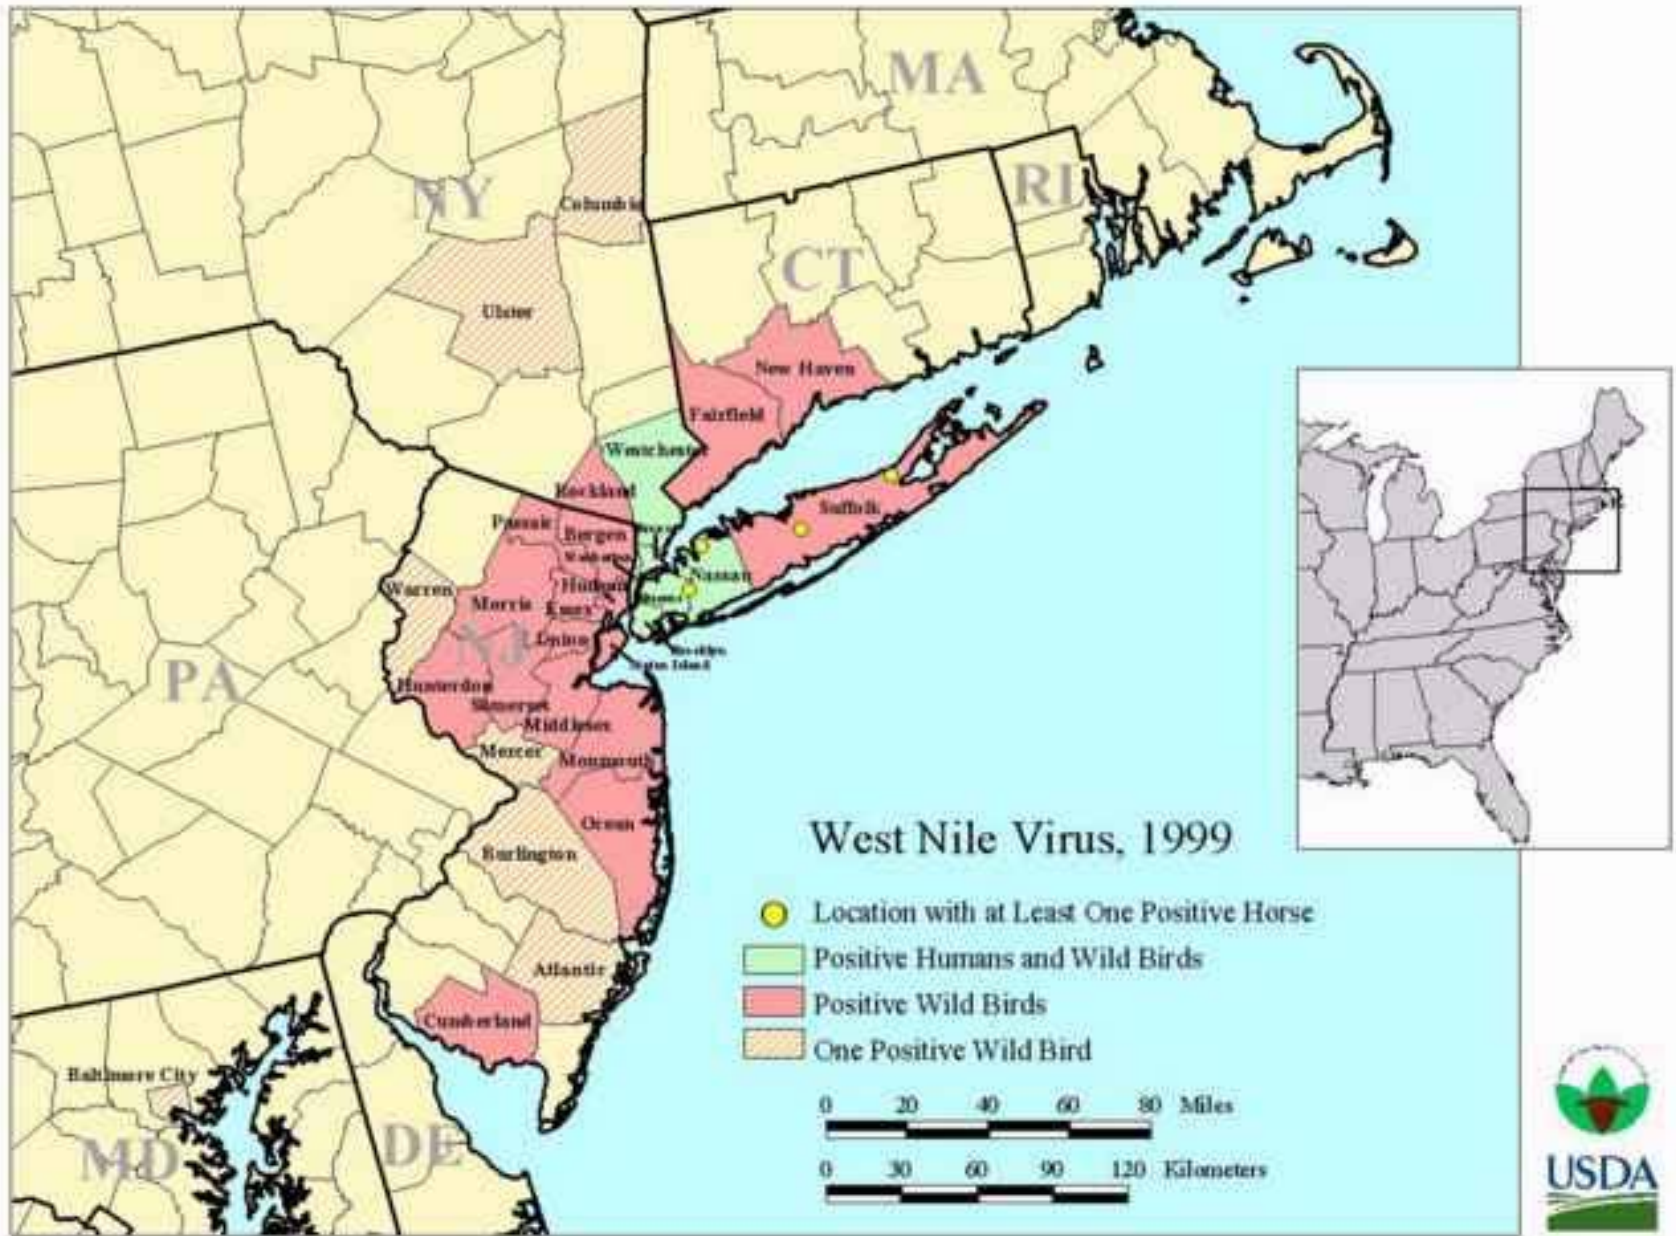 MA
NY
RI
Columbia
CT
Ulster
New Haven
Fairfield
Westchester
Rockland
Suffolk
Passaic
Bergen
Nassau
Warren
Hudson
Morris
Essex
NJ
Union
Staten Island
PA
Hunterdon
Somerset
Middlesex
Mercer
Monmouth
Ocean
Burlington
Atlantic
Cumberland
Baltimore City
MD
DE
West Nile Virus, 1999
Location with at Least One Positive Horse
Positive Humans and Wild Birds
Positive Wild Birds
One Positive Wild Bird
0 20 40 60 80 Miles
0 30 60 90 120 Kilometers
USDA